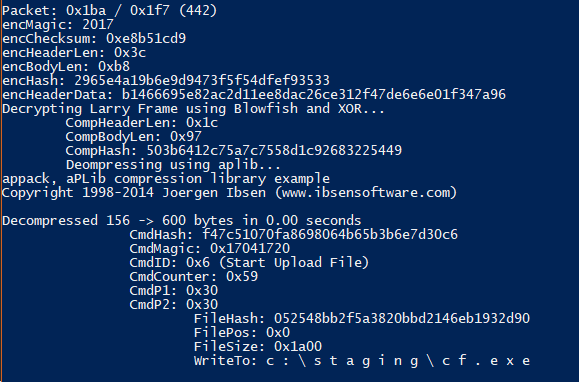 Packet: 0x1ba / 0x1f7 (442)
encMagic: 2017
encChecksum: 0xe8b51cd9
encHeaderLen: 0x3c
encBodyLen: 0xb8
encHash: 2965e4a19b6e9d9473f5f54dfef93533
encHeaderData: b1466695e82ac2d11ee8dac26ce312f47de6e6e01f347a96
Decrypting Larry Frame using Blowfish and XOR...
CompHeaderLen: 0x1c
CompBodyLen: 0x97
CompHash: 503b6412c75a7c7558d1c92683225449
Deompressing using aplib...
appack, aPLib compression library example
Copyright 1998-2014 Joergen Ibsen (www.ibsensoftware.com)
Decompressed 156 -> 600 bytes in 0.00 seconds
CmdHash: f47c51070fa8698064b65b3b6e7d30c6
CmdMagic: 0x17041720
CmdID: 0x6 (Start Upload File)
CmdCounter: 0x59
CmdP1: 0x30
CmdP2: 0x30
FileHash: 052548bb2f5a3820bbd2146eb1932d90
FilePos: 0x0
FileSize: 0x1a00
WriteTo: c : \ s t a g i n g \ c f . e x e